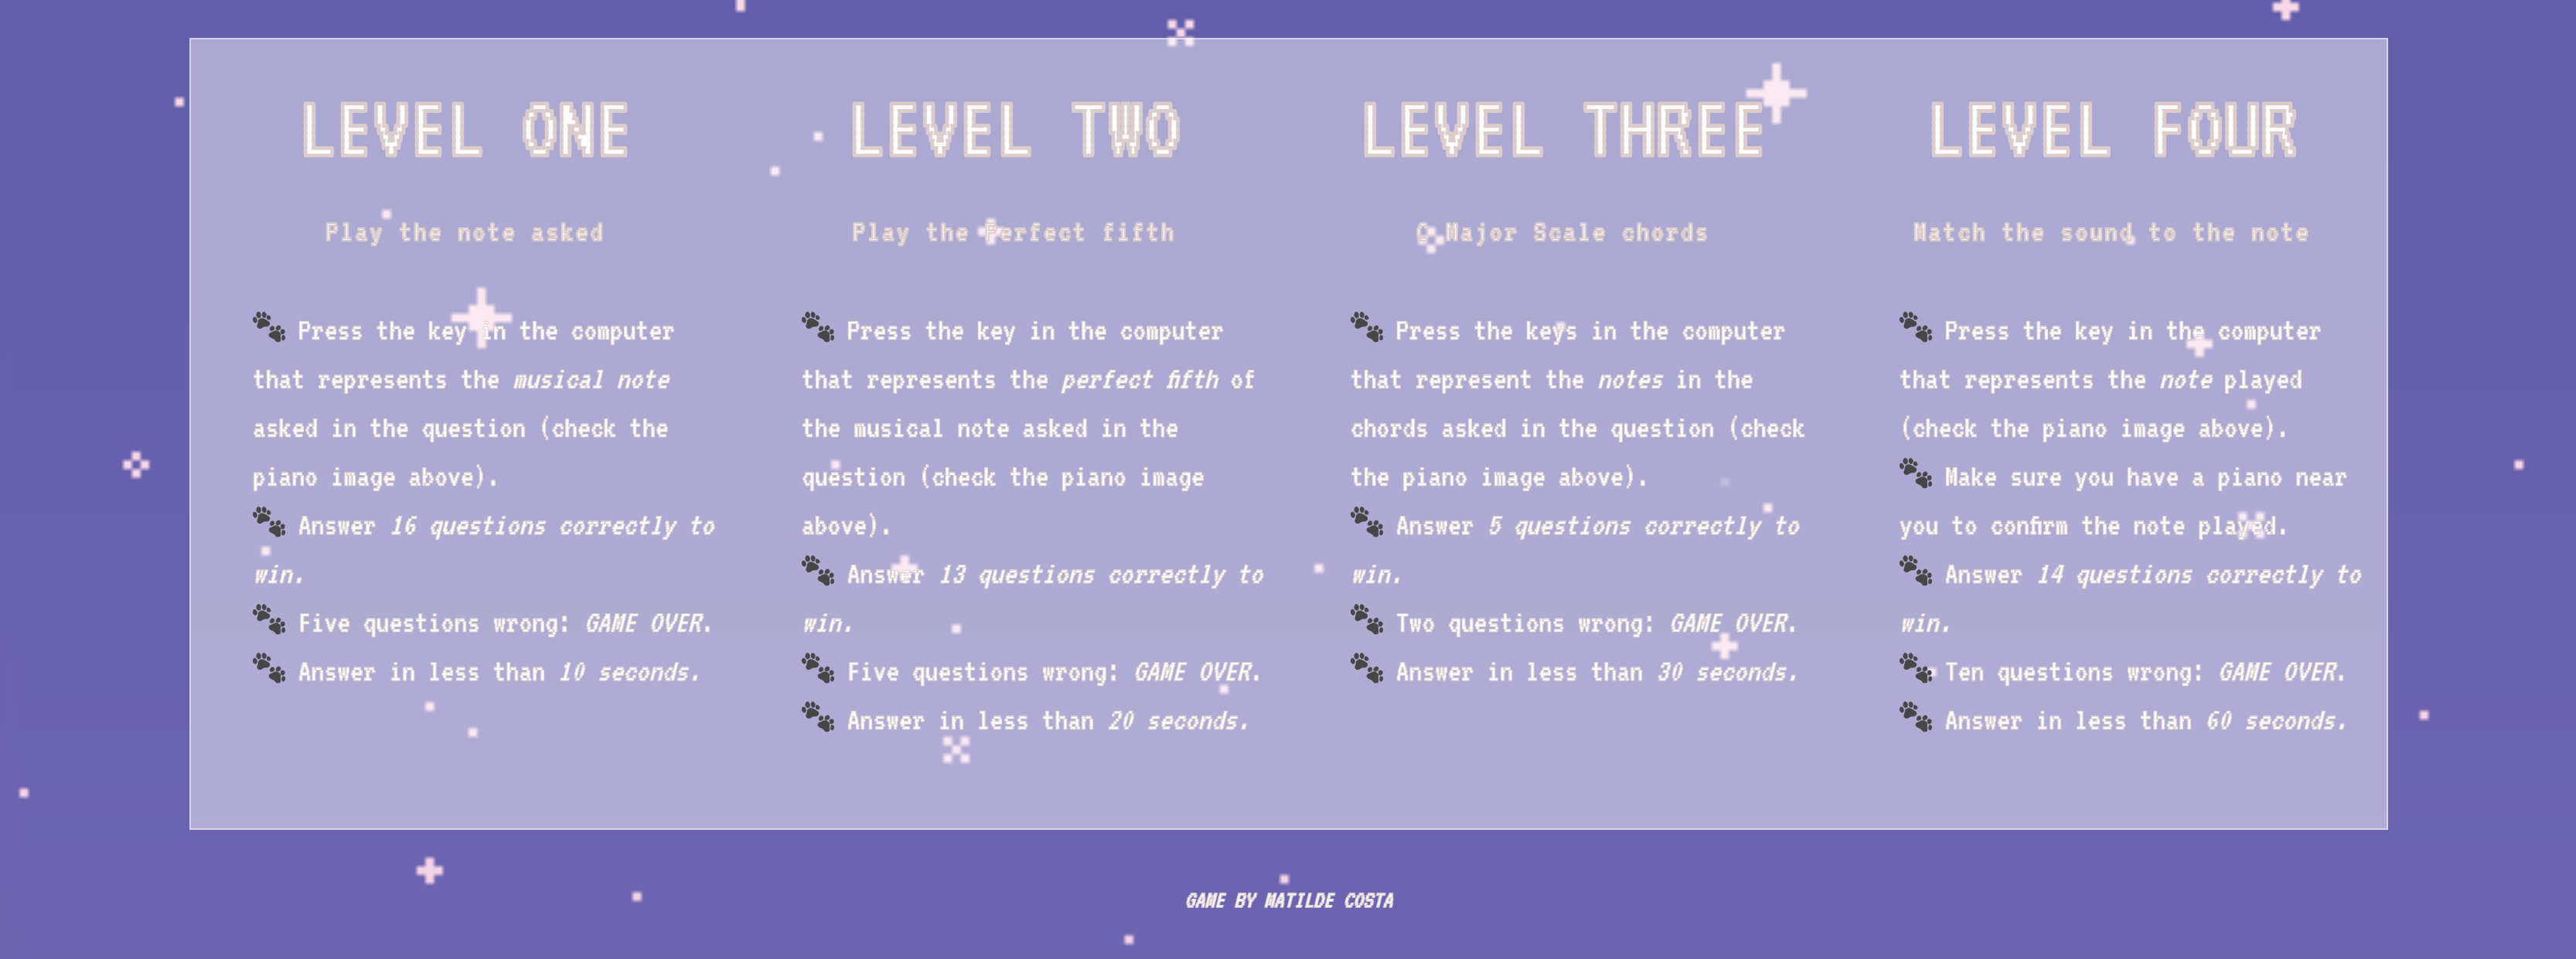 LEVEL ONE
Play the note asked
Press the key in the computer
that represents the musical note
asked in the question (check the
piano image above).
Answer 16 questions correctly to
win.
Five questions wrong: GAME OVER.
Answer in less than 10 seconds.
LEVEL TWO
Play the Perfect fifth
Press the key in the computer
that represents the perfect fifth of
the musical note asked in the
question (check the piano image
above).
Answer 13 questions correctly to
win.
Five questions wrong: GAME OVER.
Answer in less than 20 seconds.
LEVEL THREE
C Major Scale chords
Press the keys in the computer
that represent the notes in the
chords asked in the question (check
the piano image above).
Answer 5 questions correctly to
win.
Two questions wrong: GAME OVER.
Answer in less than 30 seconds.
LEVEL FOUR
Match the sound to the note
Press the key in the computer
that represents the note played
(check the piano image above).
Make sure you have a piano near
you to confirm the note played.
Answer 14 questions correctly to
win.
Ten questions wrong: GAME OVER.
Answer in less than 60 seconds.
GAME BY MATILDE COSTA